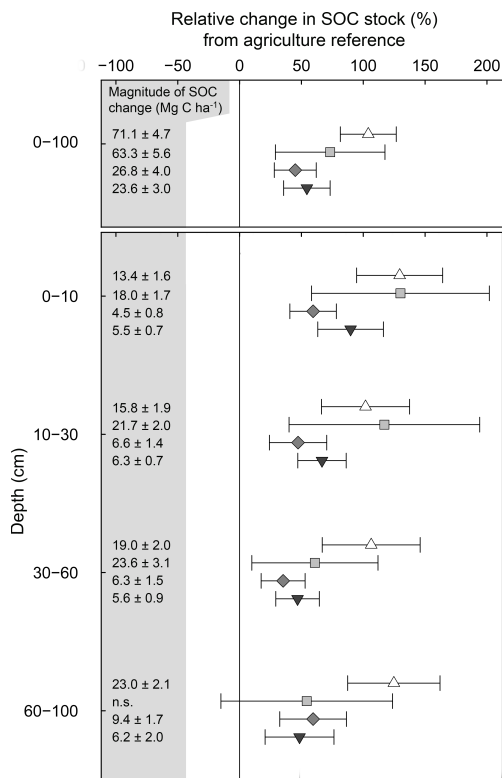 Relative change in SOC stock (%)
from agriculture reference
−100 −50 0 50 100 150 200
Magnitude of SOC
change (Mg C ha⁻¹)
0−100
71.1 ± 4.7
63.3 ± 5.6
26.8 ± 4.0
23.6 ± 3.0
Depth (cm)
0−10
13.4 ± 1.6
18.0 ± 1.7
4.5 ± 0.8
5.5 ± 0.7
10−30
15.8 ± 1.9
21.7 ± 2.0
6.6 ± 1.4
6.3 ± 0.7
30−60
19.0 ± 2.0
23.6 ± 3.1
6.3 ± 1.5
5.6 ± 0.9
60−100
23.0 ± 2.1
n.s.
9.4 ± 1.7
6.2 ± 2.0